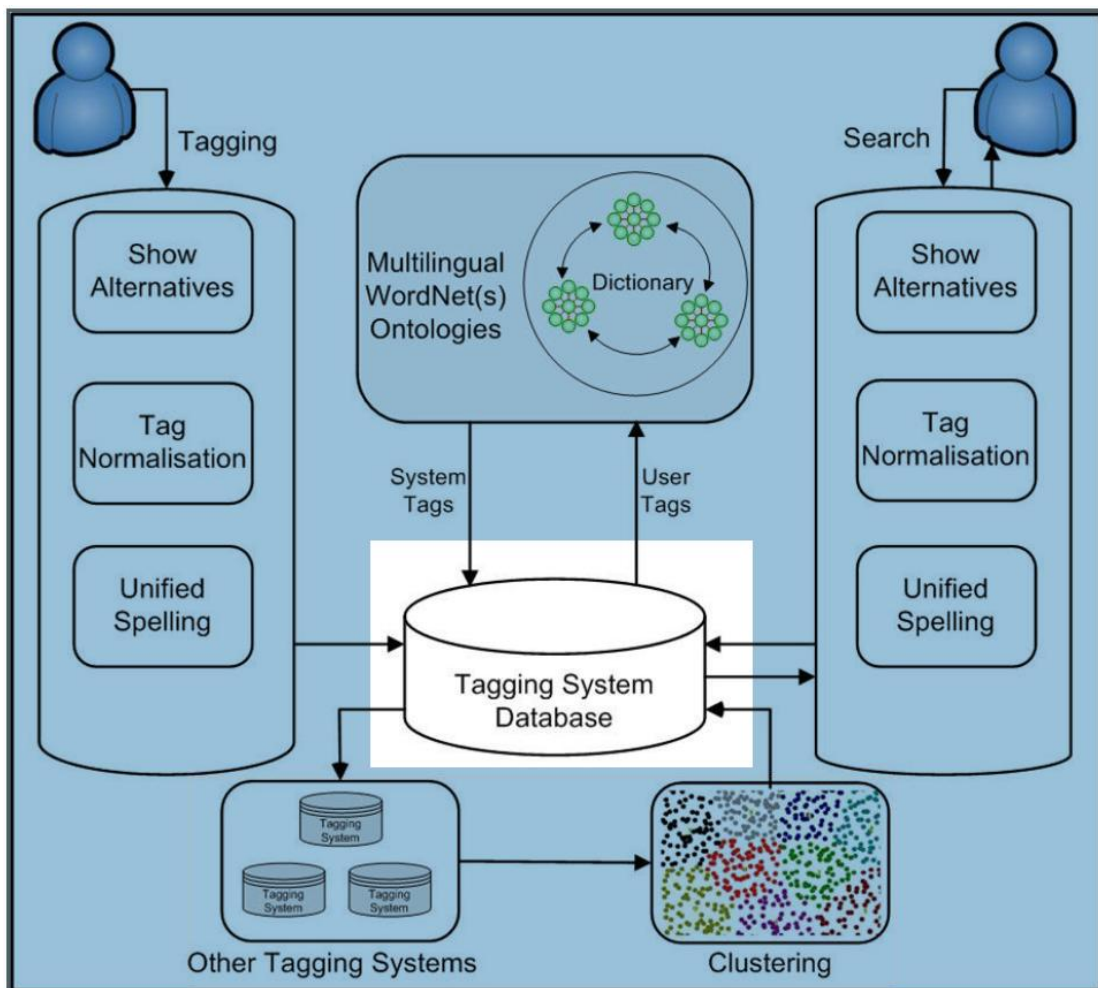 Tagging
Search
Show
Alternatives
Tag
Normalisation
Unified
Spelling
Multilingual
WordNet(s)
Ontologies
Dictionary
Show
Alternatives
Tag
Normalisation
Unified
Spelling
System
Tags
User
Tags
Tagging System
Database
Tagging
System
Tagging
System
Tagging
System
Other Tagging Systems
Clustering